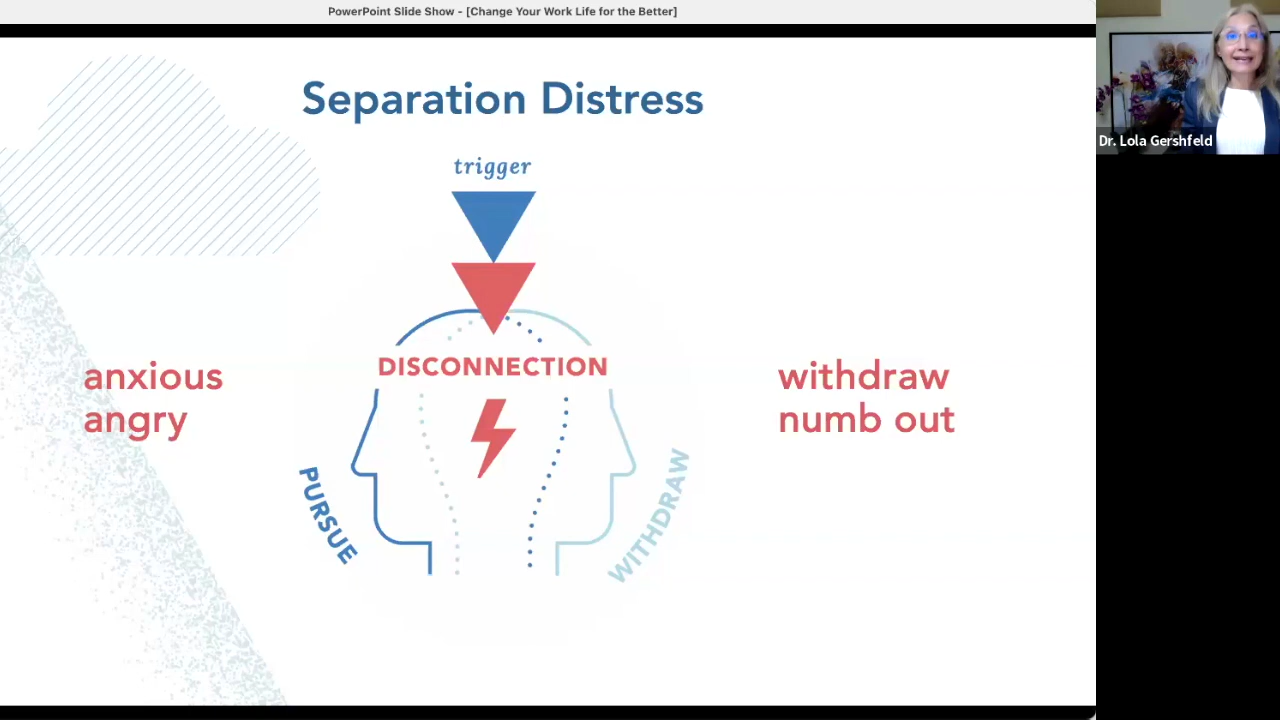 PowerPoint Slide Show - [Change Your Work Life for the Better]
Dr. Lola Gershfeld
Separation Distress
trigger
DISCONNECTION
anxious
angry
withdraw
numb out
PURSUE
WITHDRAW